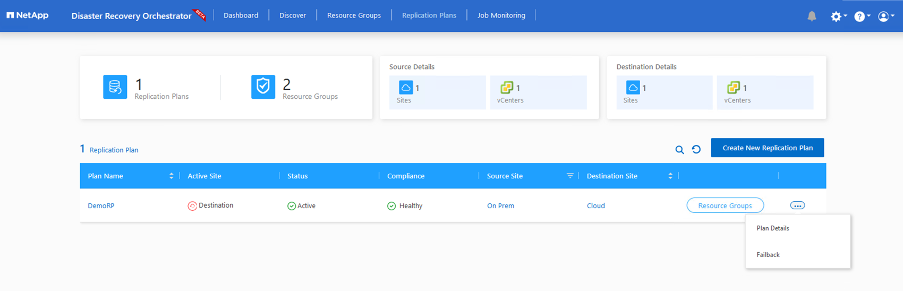 NetApp Disaster Recovery Orchestrator BETA Dashboard Discover Resource Groups Replication Plans Job Monitoring
1
Replication Plans
2
Resource Groups
Source Details
1
Sites
1
vCenters
Destination Details
1
Sites
1
vCenters
1 Replication Plan
Create New Replication Plan
Plan Name Active Site Status Compliance Source Site Destination Site
DemoRP Destination Active Healthy On Prem Cloud Resource Groups
Plan Details
Failback